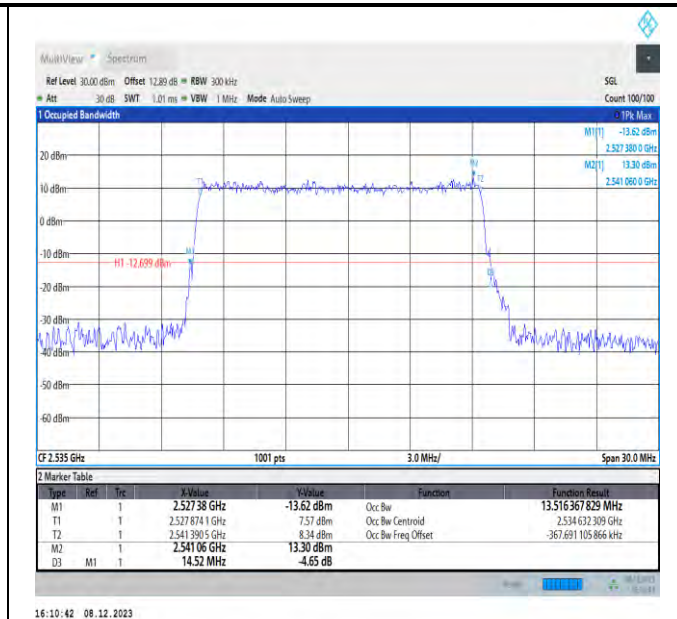 MultiView Spectrum
Ref Level 30.00 dBm Offset 12.89 dB RBW 300 kHz SGL
Att 30 dB SWT 1.01 ms VBW 1 MHz Mode Auto Sweep Count 100/100
1 Occupied Bandwidth 1Pk Max
M1[1] -13.62 dBm
2.527 380 0 GHz
M2[1] 13.30 dBm
2.541 060 0 GHz
20 dBm
10 dBm
0 dBm
-10 dBm
-20 dBm
-30 dBm
-40 dBm
-50 dBm
-60 dBm
H1 -12.699 dBm
M1
T1
M2
T2
D3
CF 2.535 GHz 1001 pts 3.0 MHz/ Span 30.0 MHz
2 Marker Table
Type Ref Trc X-Value Y-Value Function Function Result
M1 1 2.527 38 GHz -13.62 dBm Occ Bw 13.516 367 829 MHz
T1 1 2.527 874 1 GHz 7.57 dBm Occ Bw Centroid 2.534 632 309 GHz
T2 1 2.541 390 5 GHz 8.34 dBm Occ Bw Freq Offset -367.691 105 866 kHz
M2 1 2.541 06 GHz 13.30 dBm
D3 M1 1 14.52 MHz -4.65 dB
16:10:42 08.12.2023